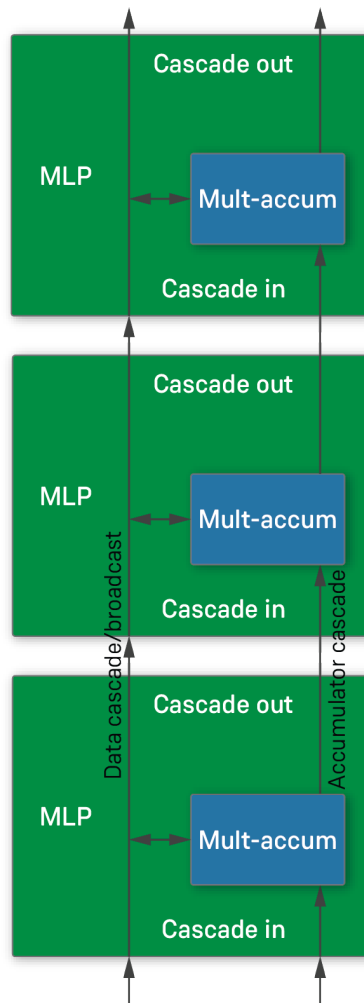 Cascade out
MLP
Mult-accum
Cascade in
Cascade out
MLP
Mult-accum
Cascade in
Data cascade/broadcast
Accumulator cascade
Cascade out
MLP
Mult-accum
Cascade in